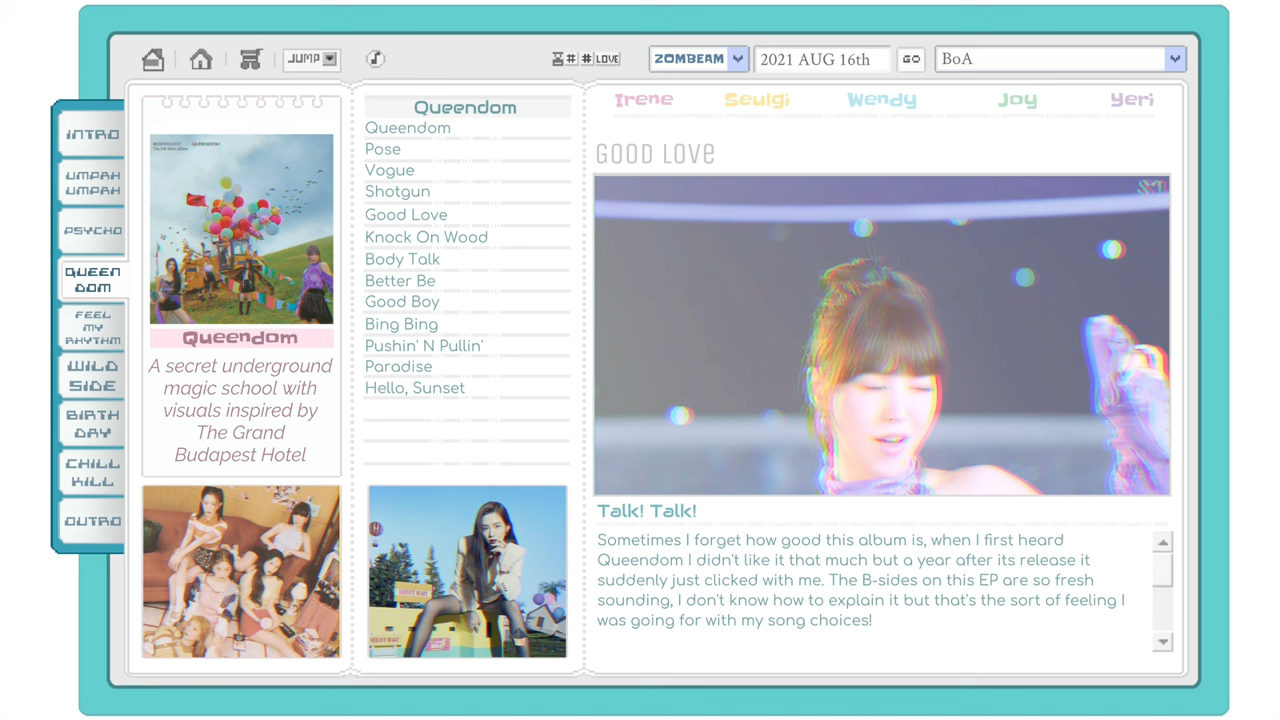 JUMP
# # LOVE
ZOMBEAM
2021 AUG 16th
GO
BoA
INTRO
UMPAH
UMPAH
PSYCHO
QUEEN
DOM
FEEL
MY
RHYTHM
WILD
SIDE
BIRTH
DAY
CHILL
KILL
OUTRO
QUEENDOM
Queendom
A secret underground
magic school with
visuals inspired by
The Grand
Budapest Hotel
Queendom
Queendom
Pose
Vogue
Shotgun
Good Love
Knock On Wood
Body Talk
Better Be
Good Boy
Bing Bing
Pushin' N Pullin'
Paradise
Hello, Sunset
Irene Seulgi Wendy Joy Yeri
GOOD LOVE
Talk! Talk!
Sometimes I forget how good this album is, when I first heard
Queendom I didn't like it that much but a year after its release it
suddenly just clicked with me. The B-sides on this EP are so fresh
sounding, I don't know how to explain it but that's the sort of feeling I
was going for with my song choices!